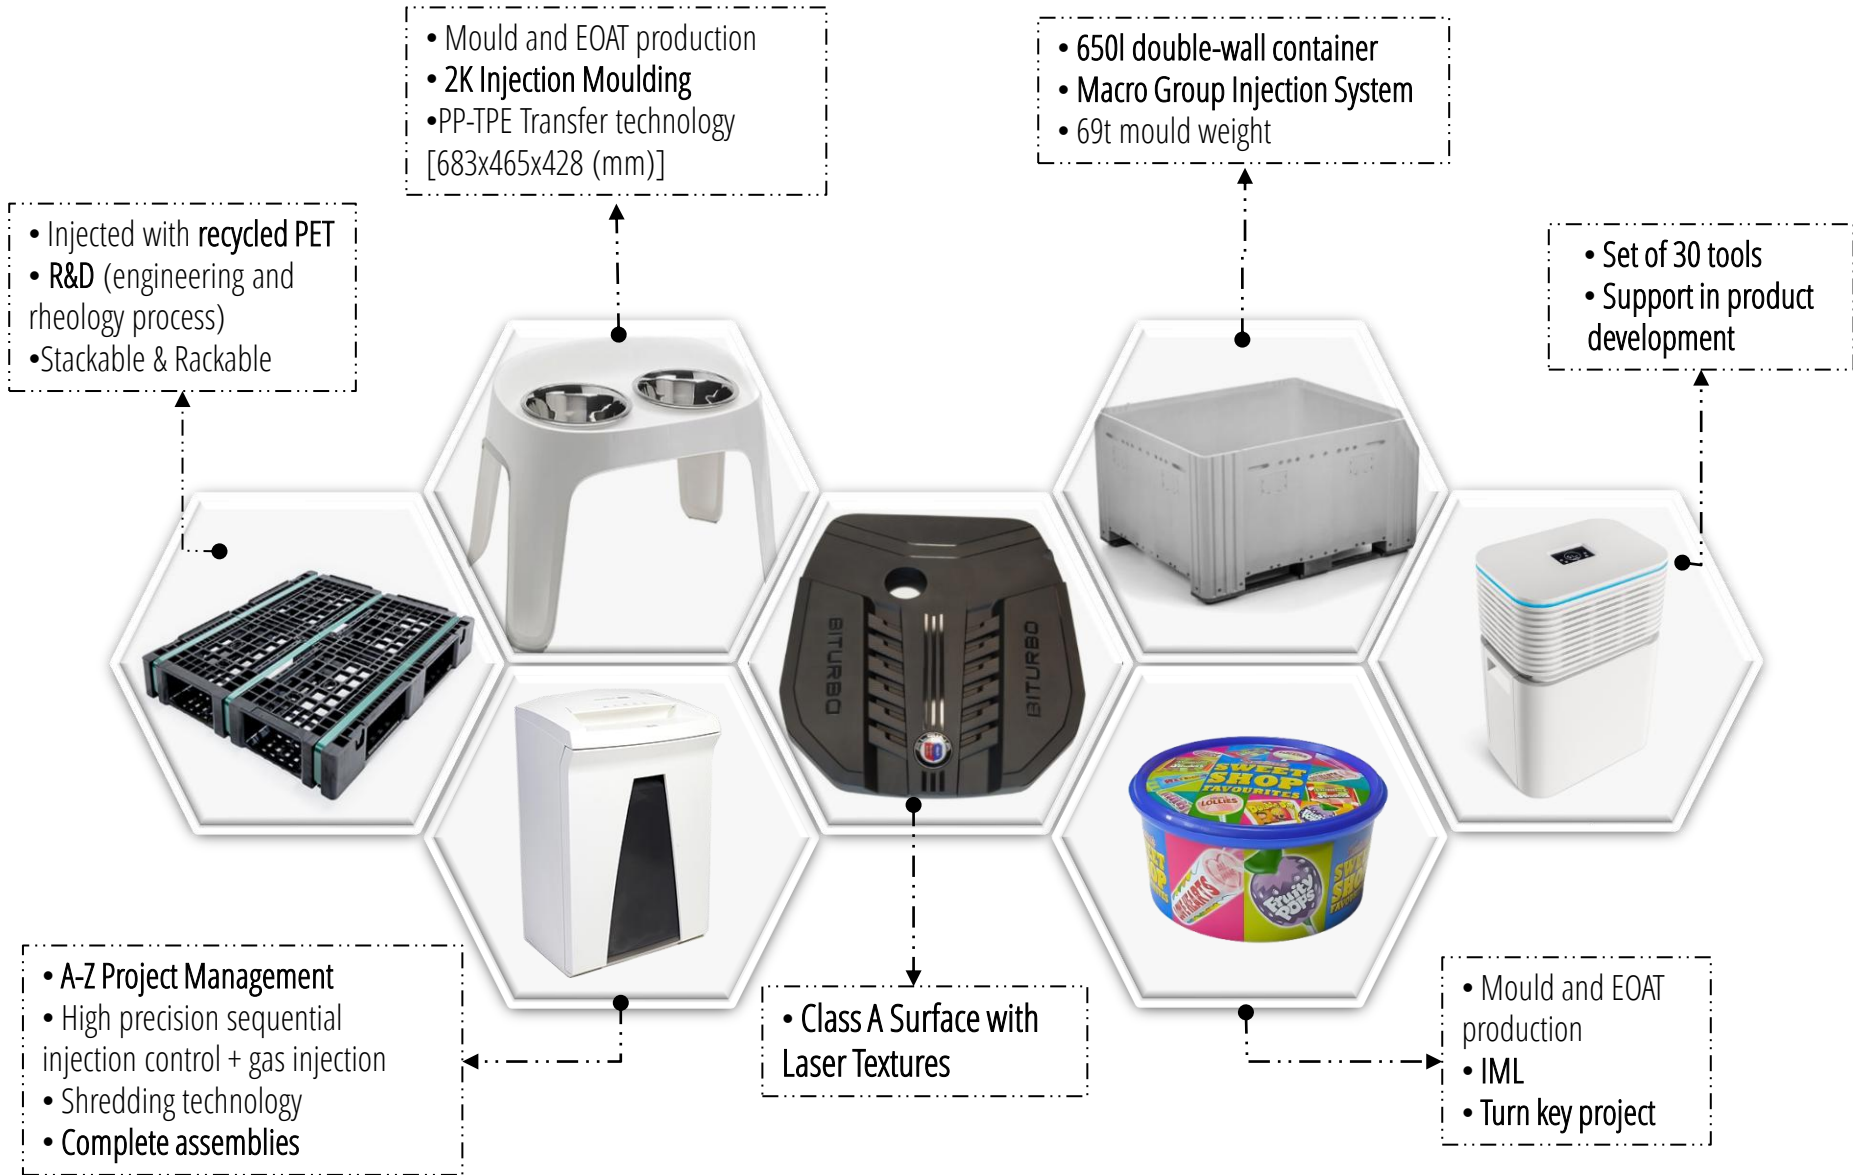 • Mould and EOAT production
• 2K Injection Moulding
•PP-TPE Transfer technology
[683x465x428 (mm)]
• 650l double-wall container
• Macro Group Injection System
• 69t mould weight
• Injected with recycled PET
• R&D (engineering and
rheology process)
•Stackable & Rackable
• Set of 30 tools
• Support in product
development
BITURBO
BITURBO
SWEET
SHOP
FAVOURITES
LOLLIES
Fruity
Pops
• A-Z Project Management
• High precision sequential
injection control + gas injection
• Shredding technology
• Complete assemblies
• Class A Surface with
Laser Textures
• Mould and EOAT
production
• IML
• Turn key project